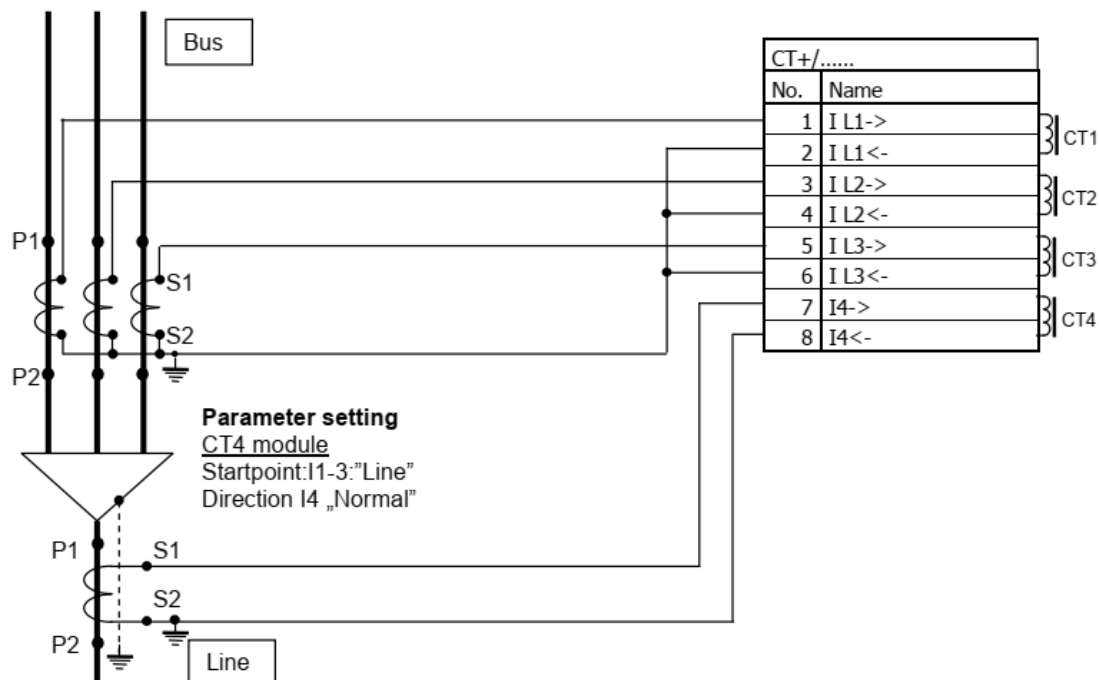 Bus
CT+/......
No. Name
1 I L1->
2 I L1<-
3 I L2->
4 I L2<-
5 I L3->
6 I L3<-
7 I4->
8 I4<-
CT1
CT2
CT3
CT4
P1
S1
S2
P2
Parameter setting
CT4 module
Startpoint:I1-3:”Line”
Direction I4 „Normal”
P1
S1
S2
P2
Line